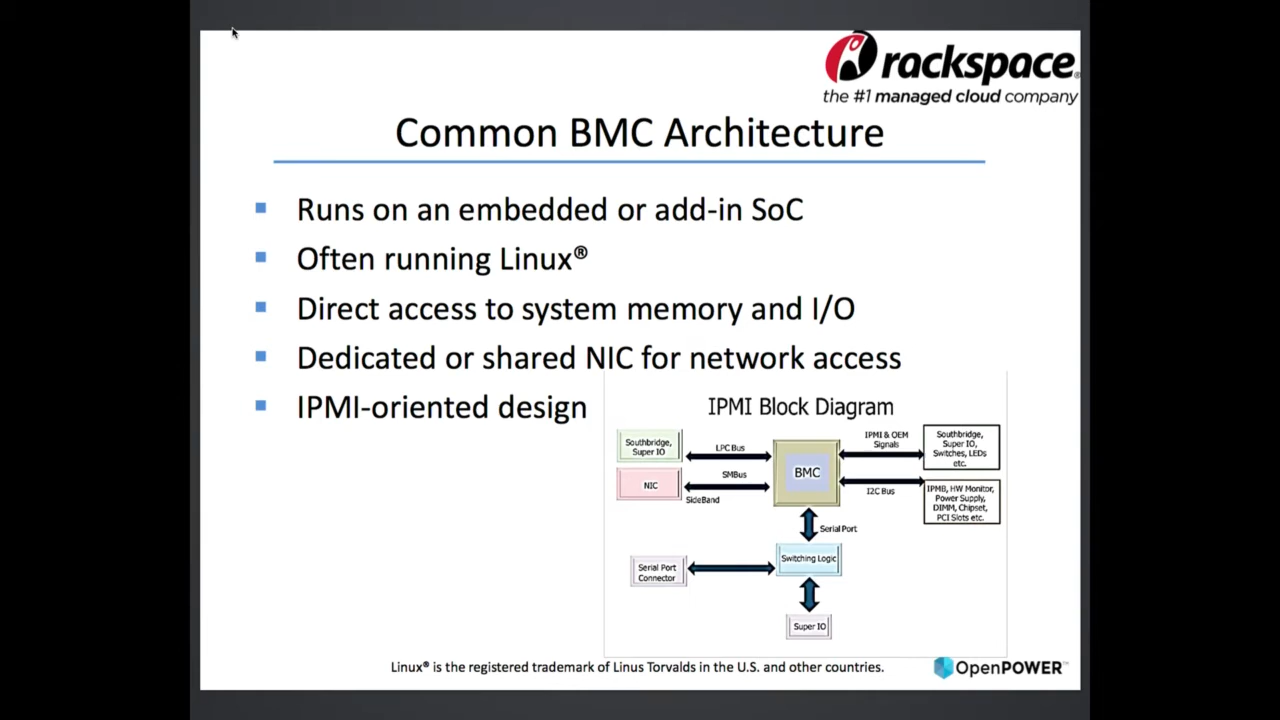 rackspace®
the #1 managed cloud company
Common BMC Architecture
Runs on an embedded or add-in SoC
Often running Linux®
Direct access to system memory and I/O
Dedicated or shared NIC for network access
IPMI-oriented design
IPMI Block Diagram
Southbridge,
Super IO
LPC Bus
NIC
SMBus
SideBand
BMC
IPMI & OEM
Signals
Southbridge,
Super IO,
Switches, LEDs
etc.
I2C Bus
IPMB, HW Monitor,
Power Supply,
DIMM, Chipset,
PCI Slots etc.
Serial Port
Switching Logic
Serial Port
Connector
Super IO
Linux® is the registered trademark of Linus Torvalds in the U.S. and other countries.
OpenPOWER™